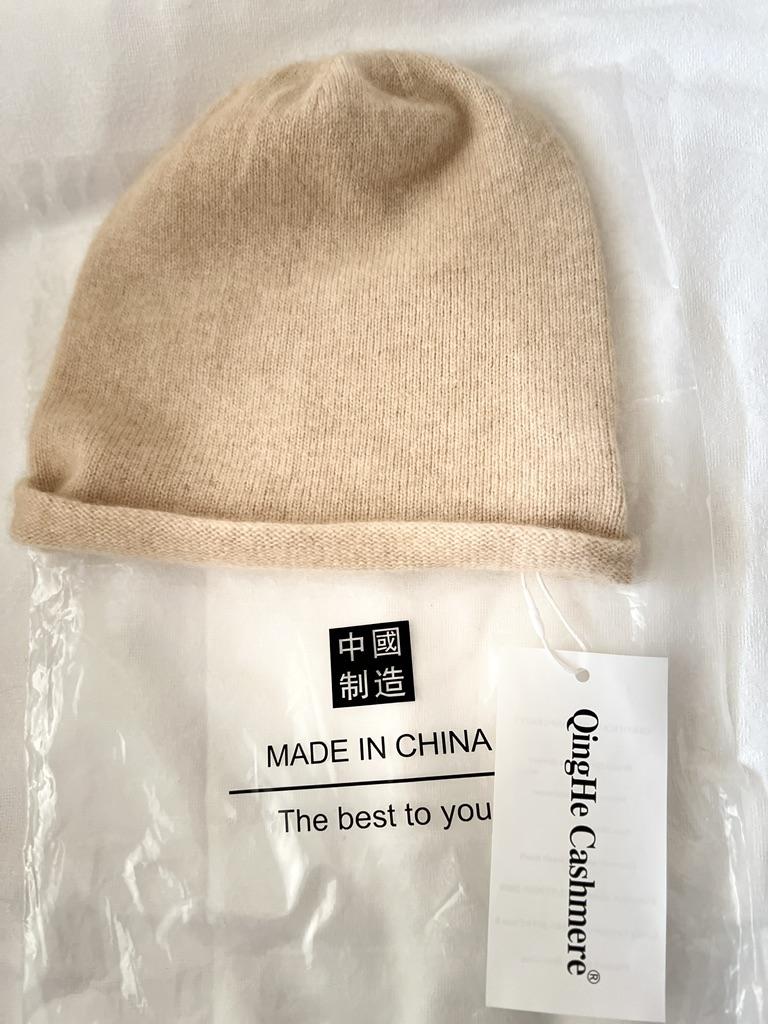 中國
制造
MADE IN CHINA
The best to you
QingHe Cashmere®